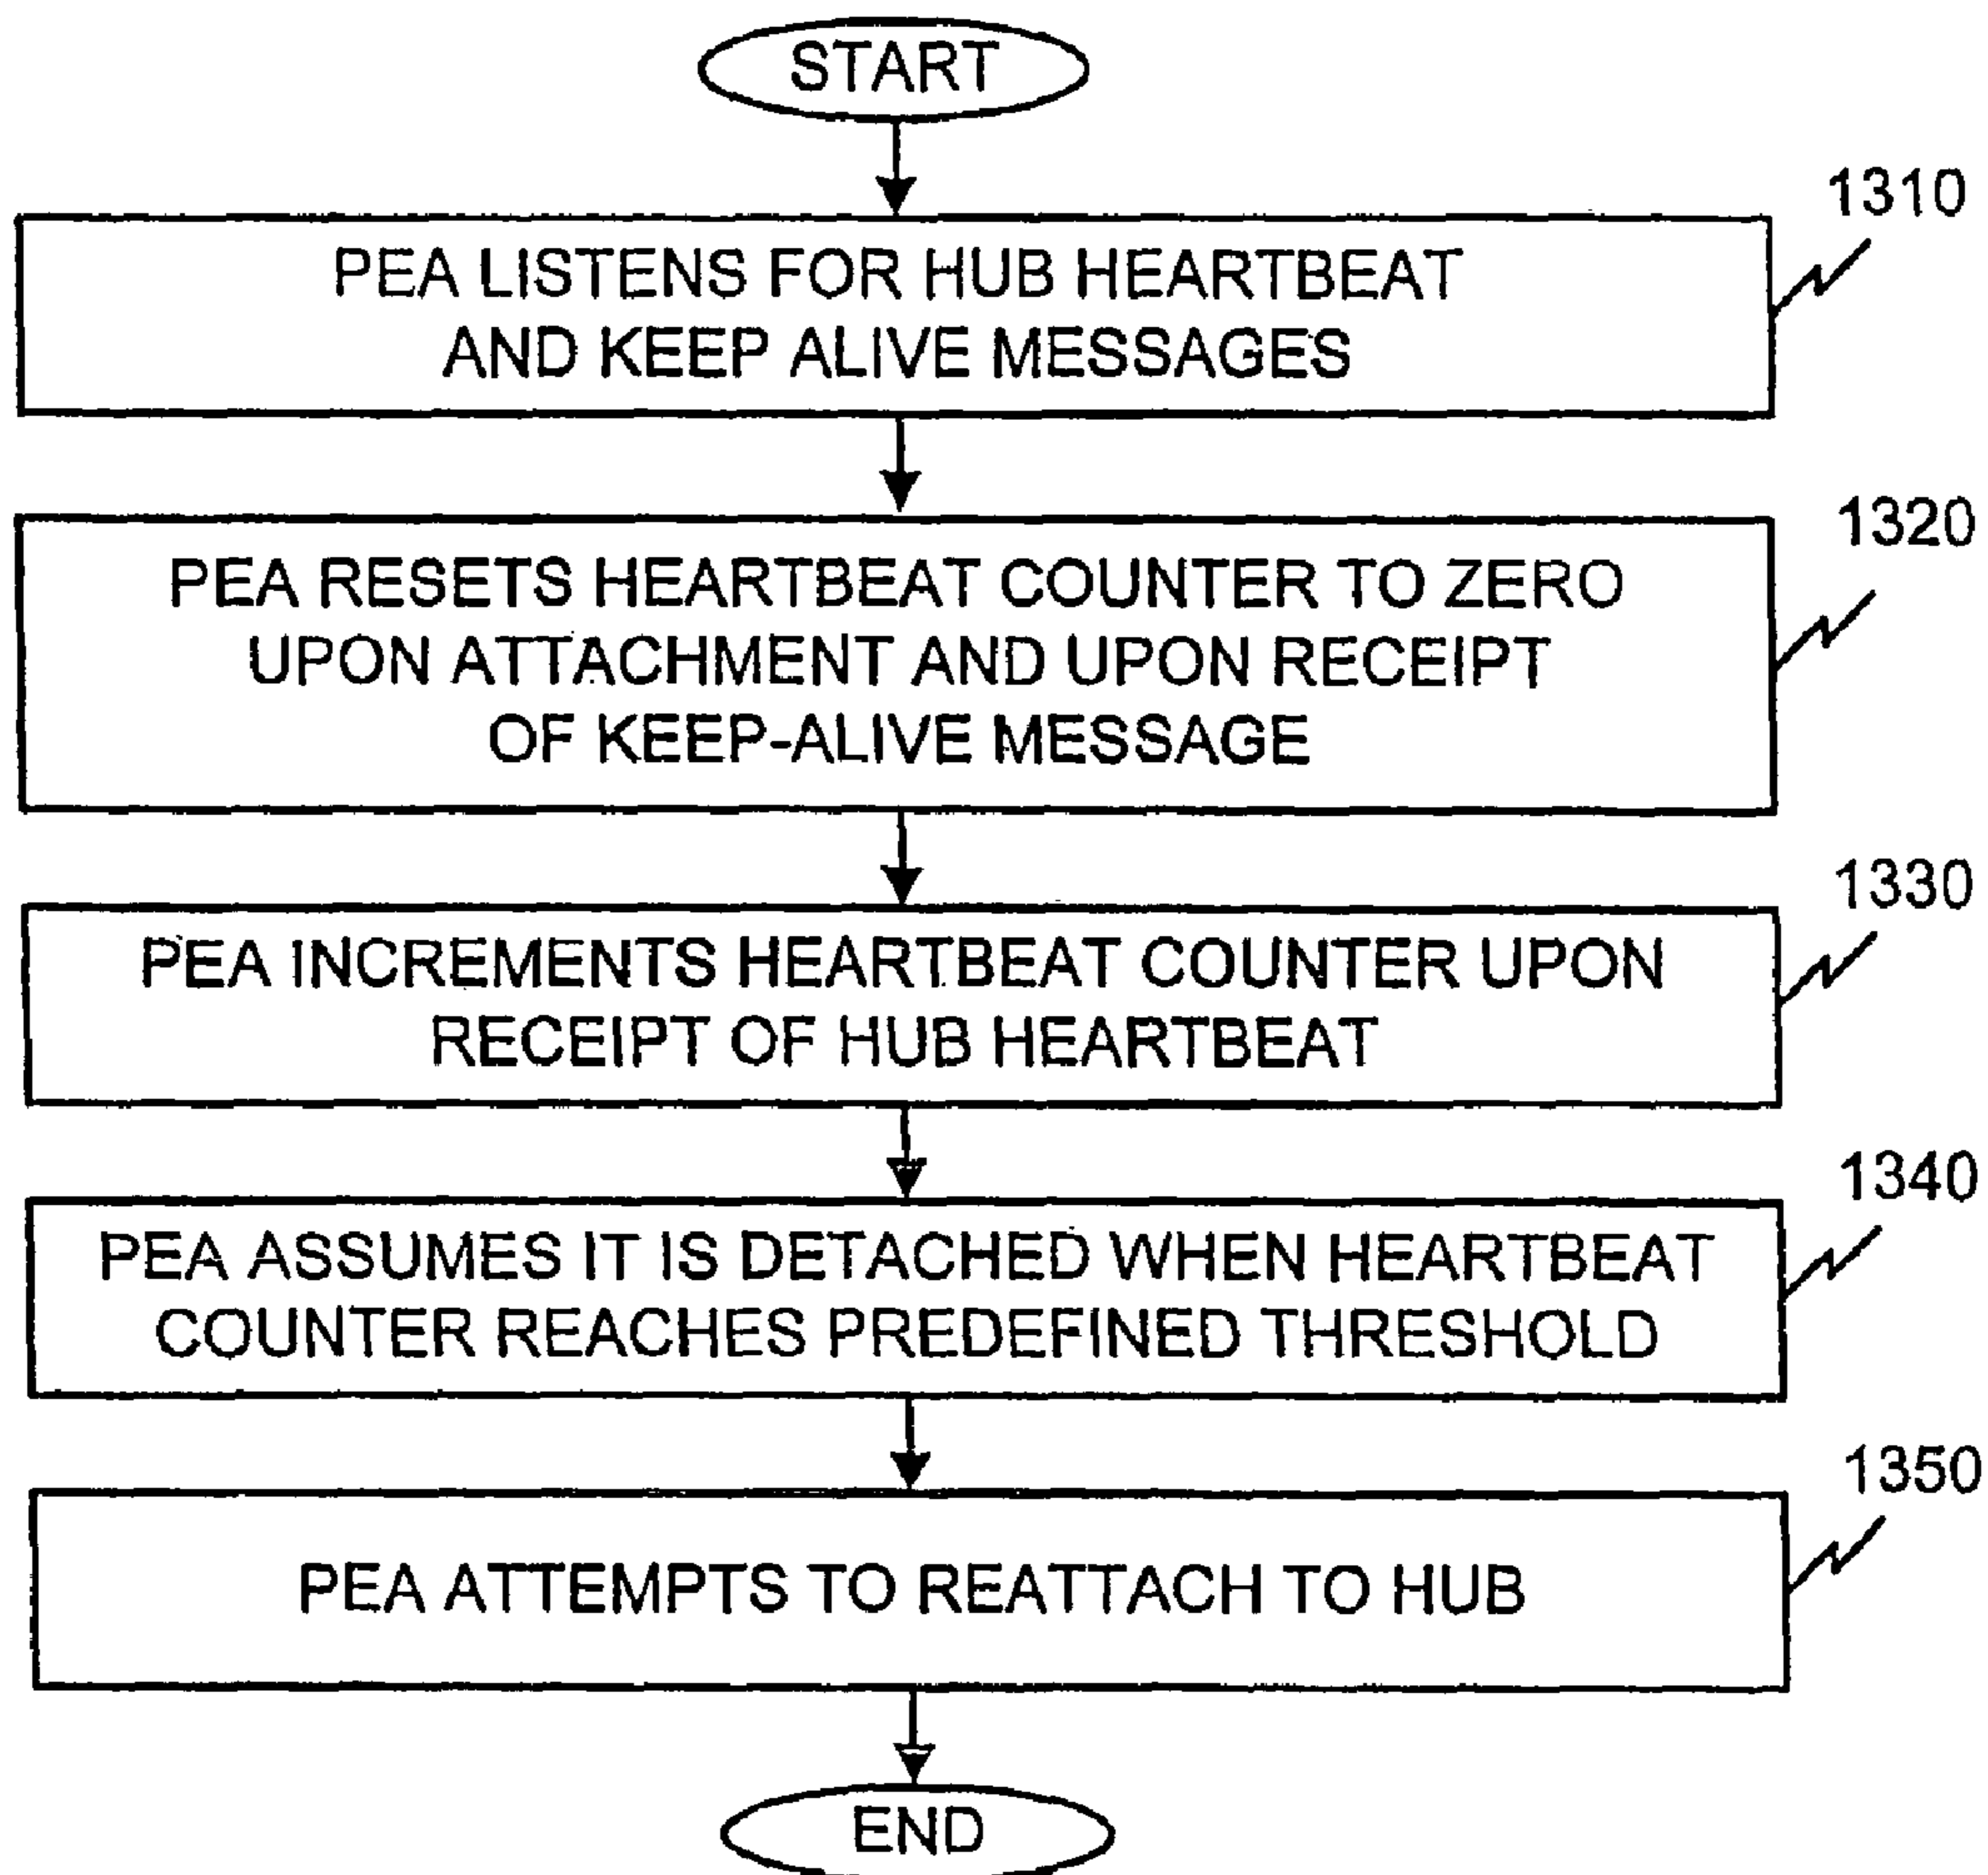 START
1310
PEA LISTENS FOR HUB HEARTBEAT
AND KEEP ALIVE MESSAGES
1320
PEA RESETS HEARTBEAT COUNTER TO ZERO
UPON ATTACHMENT AND UPON RECEIPT
OF KEEP-ALIVE MESSAGE
1330
PEA INCREMENTS HEARTBEAT COUNTER UPON
RECEIPT OF HUB HEARTBEAT
1340
PEA ASSUMES IT IS DETACHED WHEN HEARTBEAT
COUNTER REACHES PREDEFINED THRESHOLD
1350
PEA ATTEMPTS TO REATTACH TO HUB
END